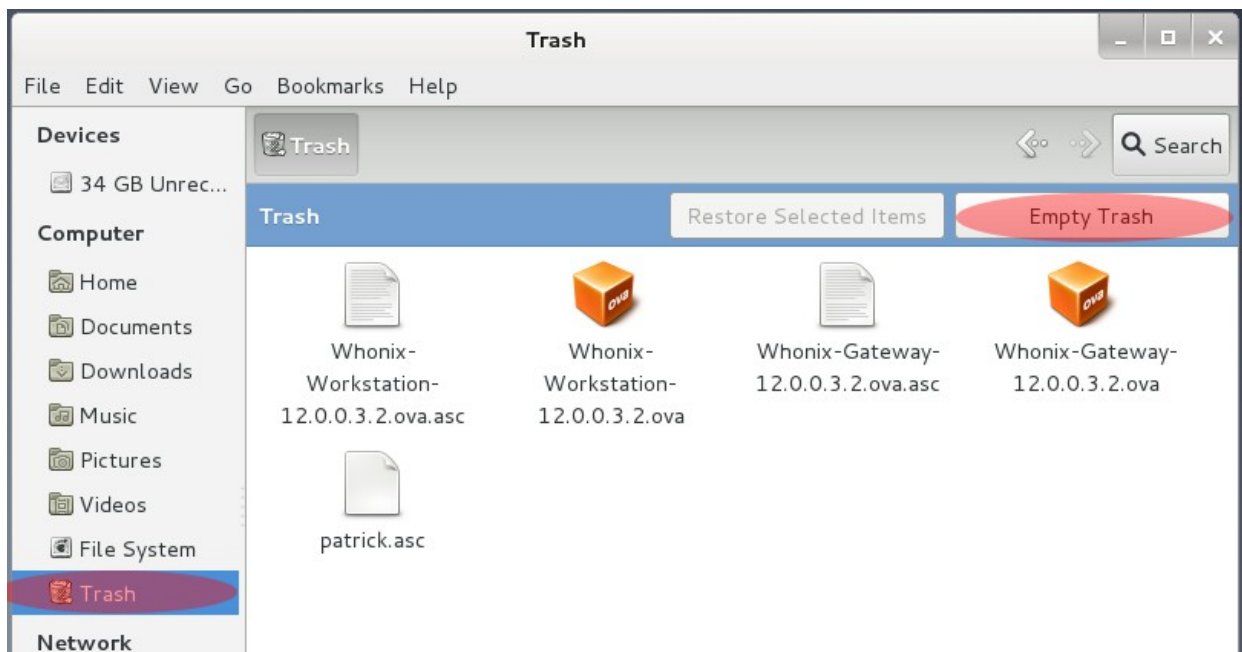 Trash
File Edit View Go Bookmarks Help
Devices
34 GB Unrec...
Computer
Home
Documents
Downloads
Music
Pictures
Videos
File System
Trash
Network
Trash
Search
Trash
Restore Selected Items
Empty Trash
Whonix-
Workstation-
12.0.0.3.2.ova.asc
ova
Whonix-
Workstation-
12.0.0.3.2.ova
Whonix-Gateway-
12.0.0.3.2.ova.asc
ova
Whonix-Gateway-
12.0.0.3.2.ova
patrick.asc